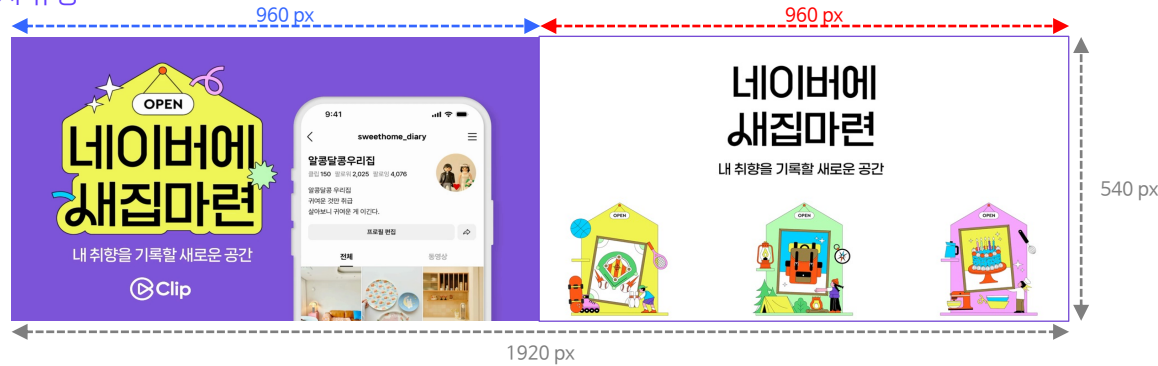 960 px
960 px
OPEN
네이버에
새집마련
내 취향을 기록할 새로운 공간
Clip
9:41
sweethome_diary
알콩달콩우리집
클립 150 팔로워 2,025 팔로잉 4,076
알콩달콩 우리집
귀여운 것만 취급
살아보니 귀여운 게 이긴다.
프로필 편집
전체 동영상
네이버에
새집마련
내 취향을 기록할 새로운 공간
OPEN
OPEN
OPEN
540 px
1920 px